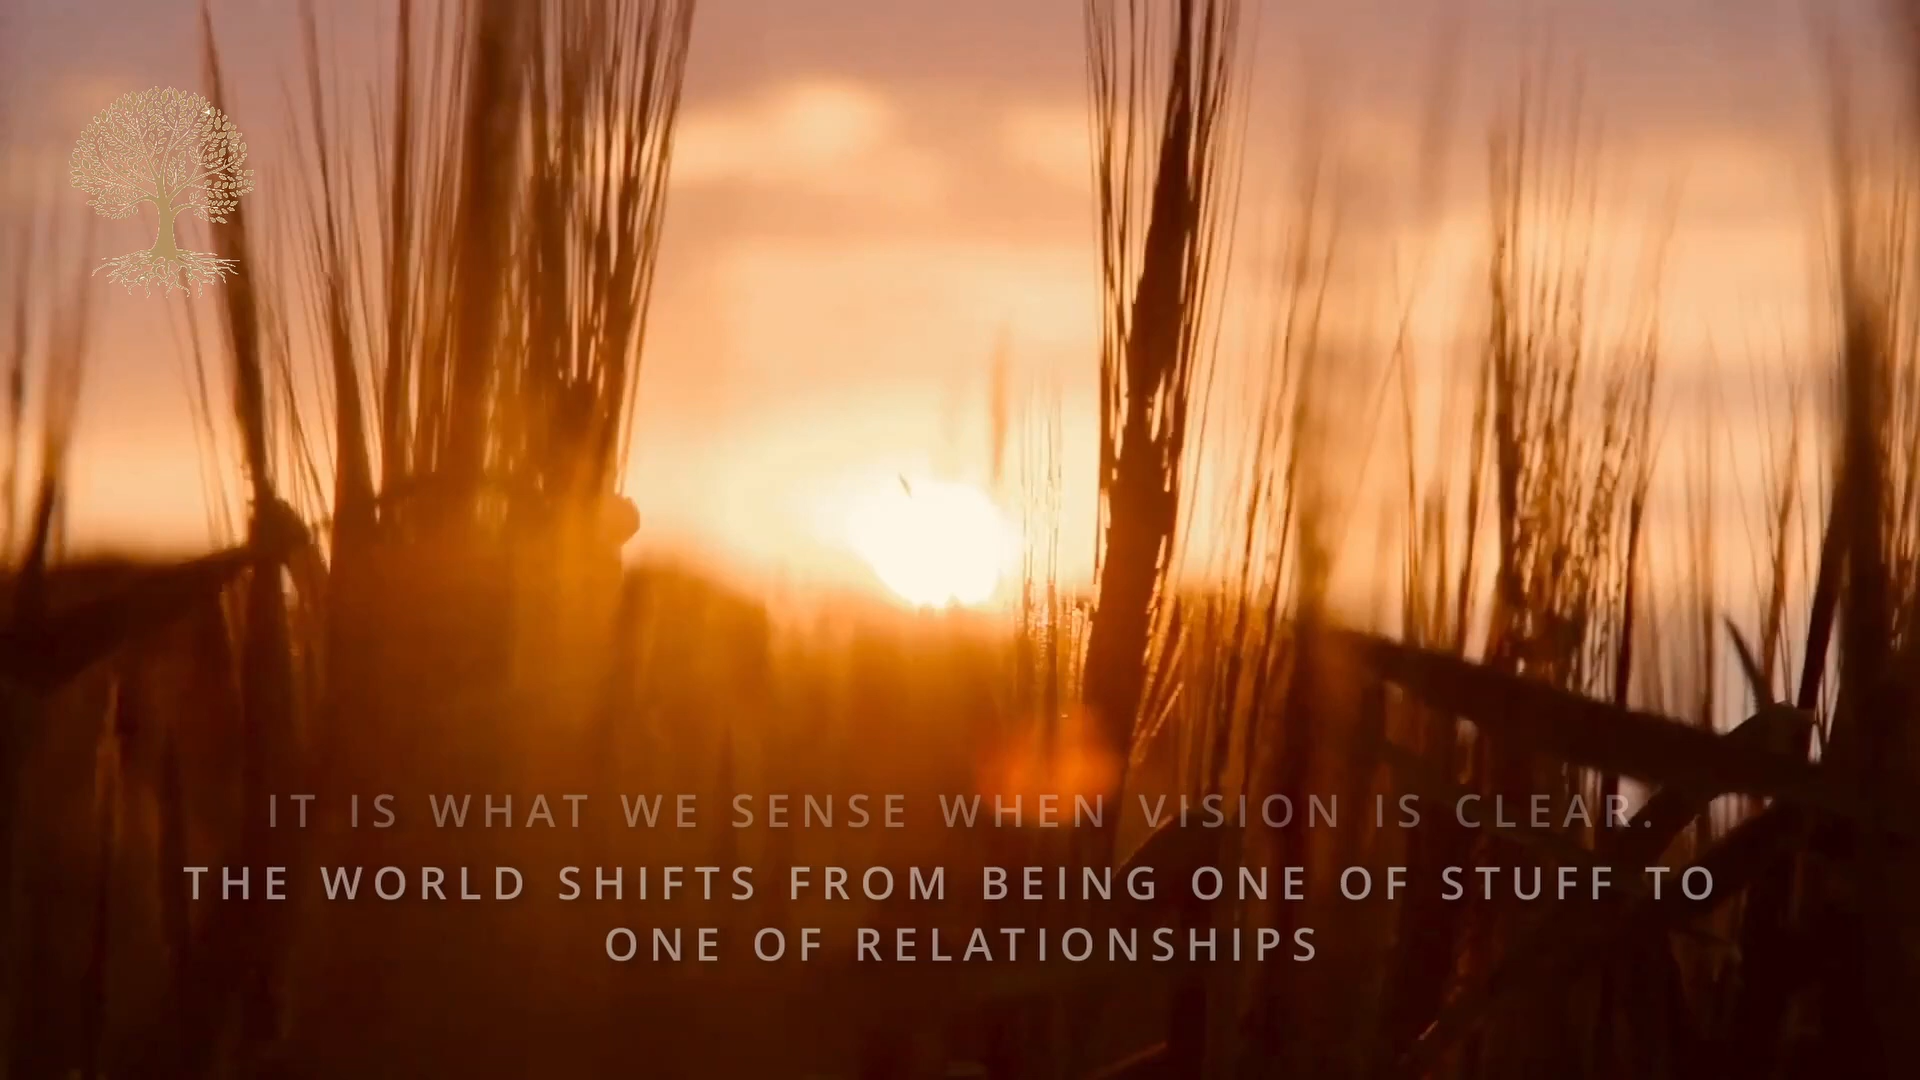 IT IS WHAT WE SENSE WHEN VISION IS CLEAR.
THE WORLD SHIFTS FROM BEING ONE OF STUFF TO
ONE OF RELATIONSHIPS